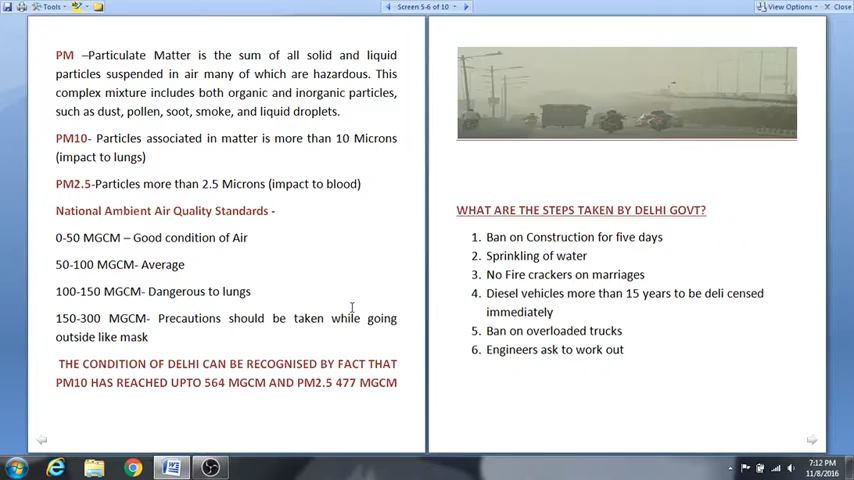 Tools
Screen 5-6 of 10
View Options
Close
PM –Particulate Matter is the sum of all solid and liquid
particles suspended in air many of which are hazardous. This
complex mixture includes both organic and inorganic particles,
such as dust, pollen, soot, smoke, and liquid droplets.
PM10- Particles associated in matter is more than 10 Microns
(impact to lungs)
PM2.5-Particles more than 2.5 Microns (impact to blood)
National Ambient Air Quality Standards -
0-50 MGCM – Good condition of Air
50-100 MGCM- Average
100-150 MGCM- Dangerous to lungs
150-300 MGCM- Precautions should be taken while going
outside like mask
THE CONDITION OF DELHI CAN BE RECOGNISED BY FACT THAT
PM10 HAS REACHED UPTO 564 MGCM AND PM2.5 477 MGCM
WHAT ARE THE STEPS TAKEN BY DELHI GOVT?
1. Ban on Construction for five days
2. Sprinkling of water
3. No Fire crackers on marriages
4. Diesel vehicles more than 15 years to be deli censed
immediately
5. Ban on overloaded trucks
6. Engineers ask to work out
7:12 PM
11/8/2016